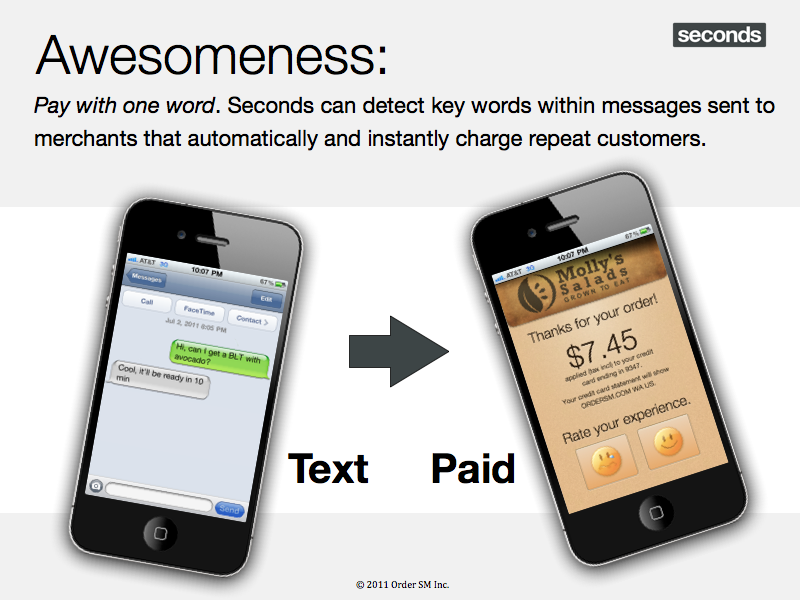 seconds
Awesomeness:
Pay with one word. Seconds can detect key words within messages sent to
merchants that automatically and instantly charge repeat customers.
AT&T 3G 10:07 PM 67%
Messages
Edit
Call
FaceTime
Contact >
Jul 2, 2011 8:05 PM
Hi, can I get a BLT with
avocado?
Cool, it'll be ready in 10
min
Send
Text
Paid
AT&T 3G 10:07 PM 67%
Molly's
Salads
GROWN TO EAT
Thanks for your order!
$7.45
applied (tax incl) to your credit
card ending in 9347.
Your credit card statement will show
ORDERSM.COM WA US.
Rate your experience.
© 2011 Order SM Inc.